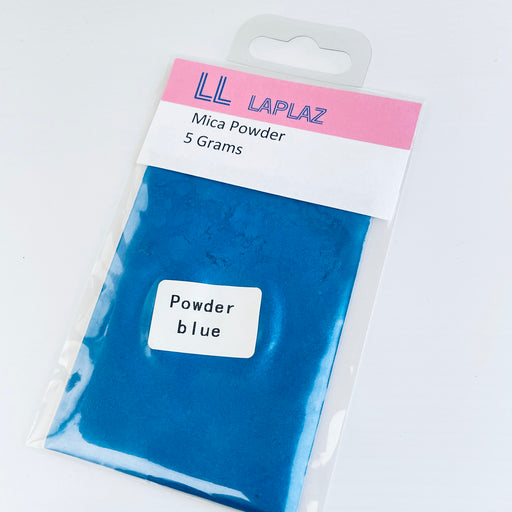 LL LAPLAZ
Mica Powder
5 Grams
Powder
blue